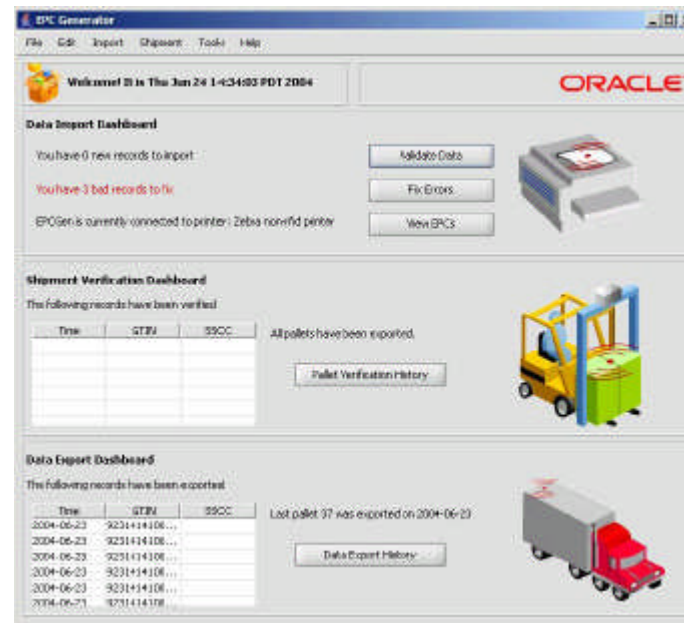 EPC Generator
File Edit Import Shipment Tools Help
Welcome! It is Thu Jun 24 14:34:03 PDT 2004
ORACLE
Data Import Dashboard
You have 0 new records to import
Validate Data
You have 3 bad records to fix
Fix Errors
EPCGen is currently connected to printer: Zebra non-rfid printer
View EPCs
Shipment Verification Dashboard
The following records have been verified
Time GTIN SSCC
All pallets have been exported.
Pallet Verification History
Data Export Dashboard
The following records have been exported
Time GTIN SSCC
Last pallet 37 was exported on 2004-06-23
2004-06-23 9231414108...
2004-06-23 9231414108...
Data Export History
2004-06-23 9231414108...
2004-06-23 9231414108...
2004-06-23 9231414108...
2004-06-23 9231414108...